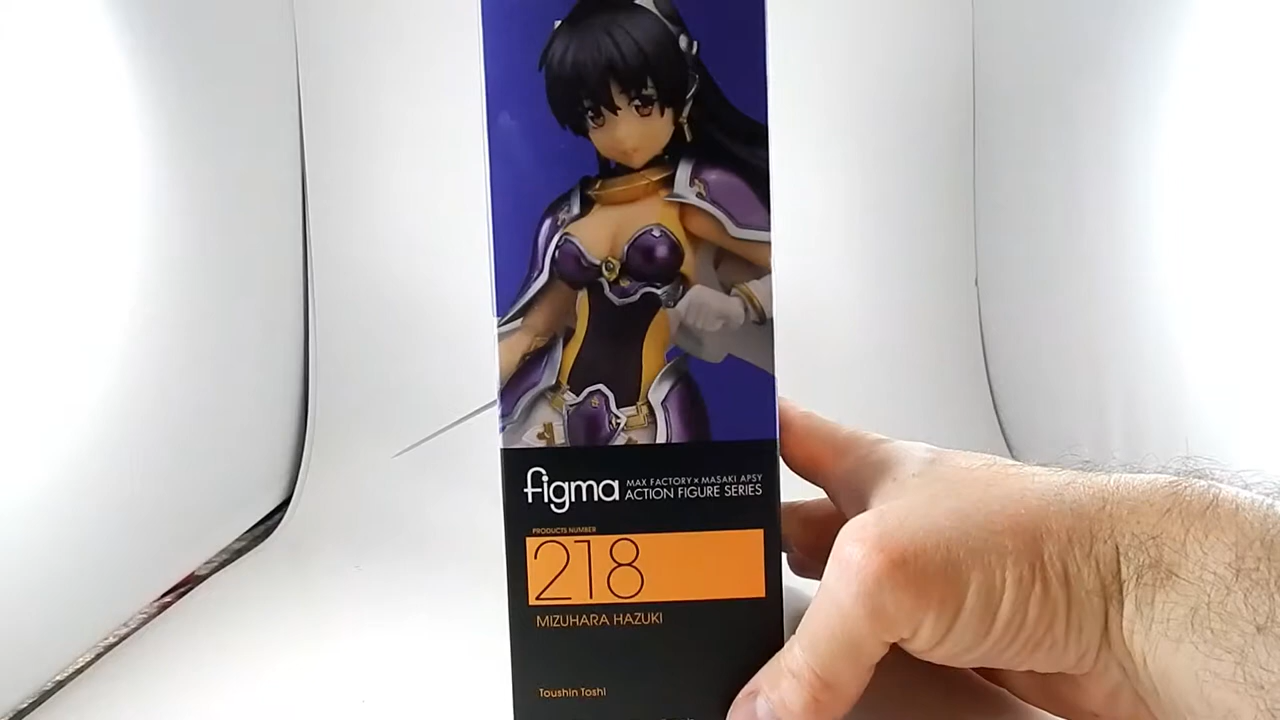 figma MAX FACTORY × MASAKI APSY
ACTION FIGURE SERIES
PRODUCTS NUMBER
218
MIZUHARA HAZUKI
Toushin Toshi